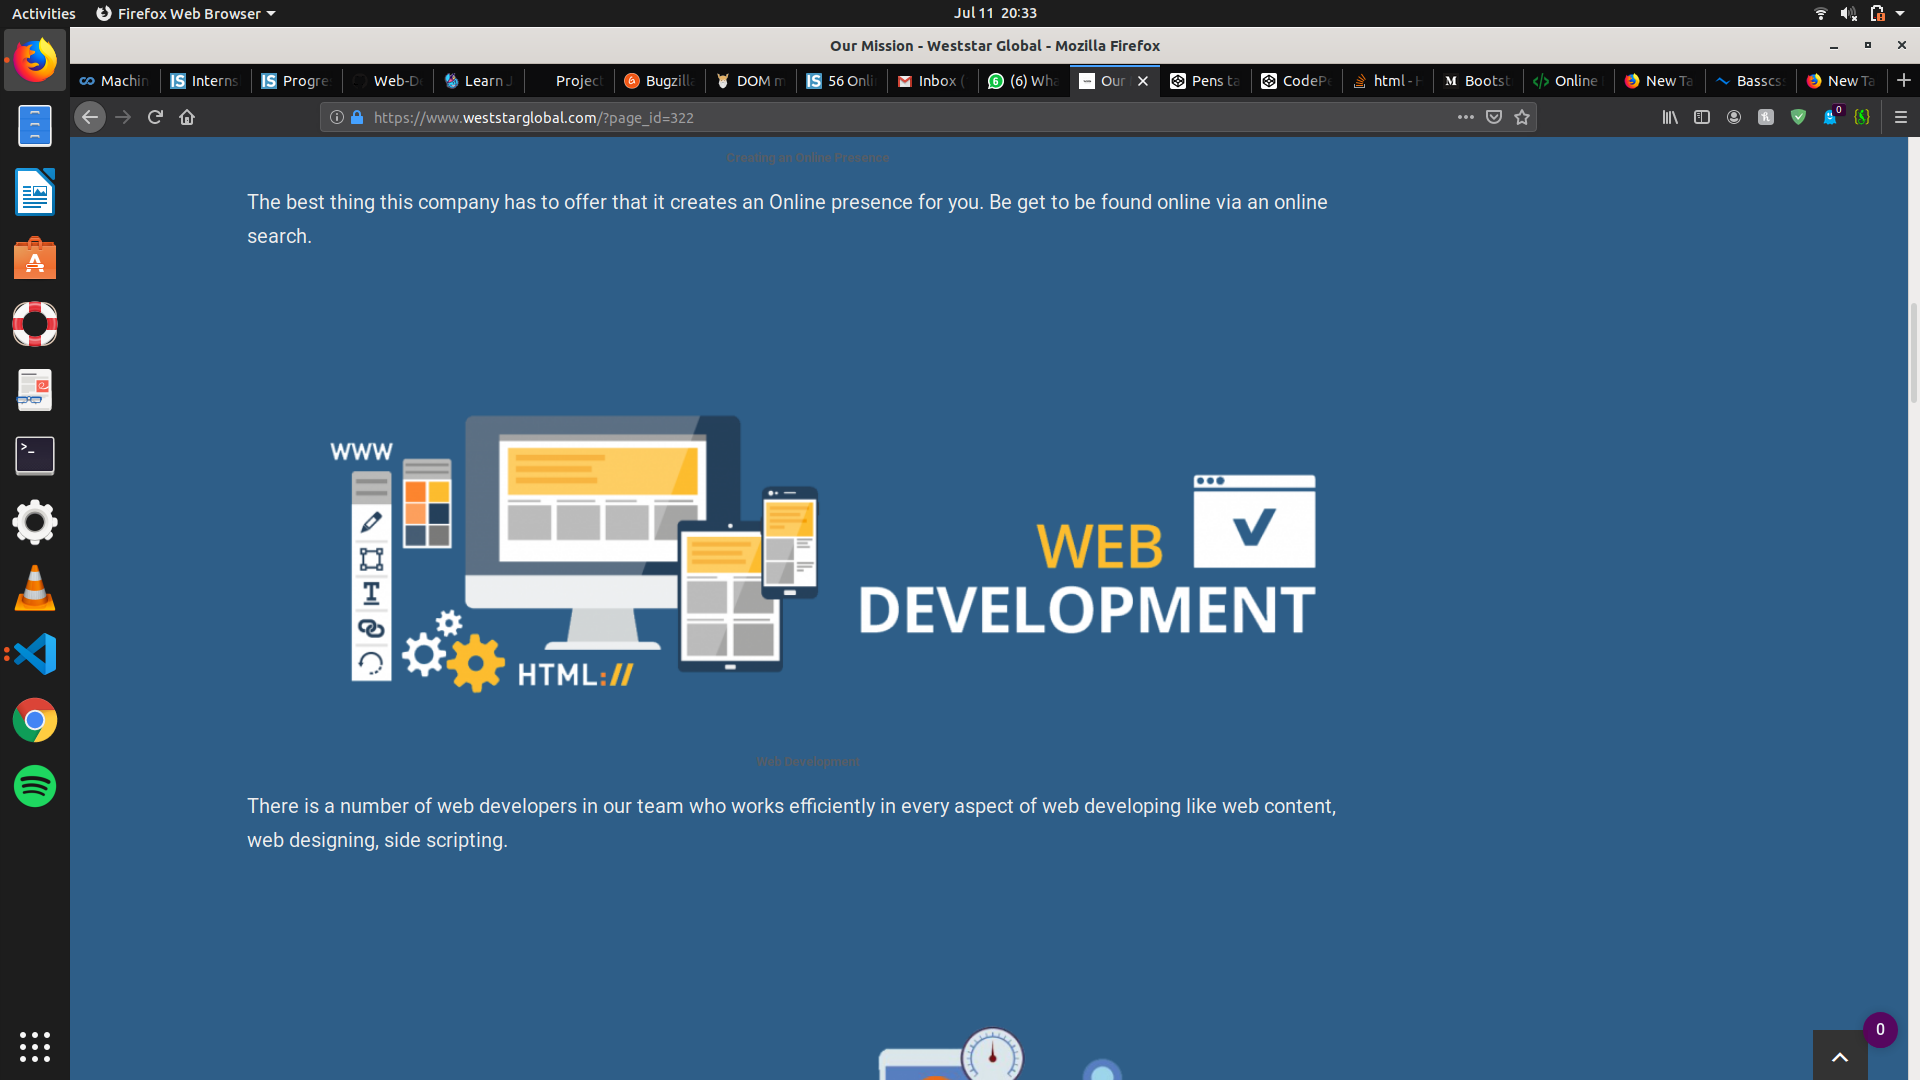 Activities Firefox Web Browser Jul 11 20:33
Our Mission - Weststar Global - Mozilla Firefox
Machin Interns Progre Web-De Learn J Project Bugzilla DOM m 56 Onli Inbox ( (6) Wha Our Pens ta CodePe html - H Bootst Online New Ta Bassc New Ta
https://www.weststarglobal.com/?page_id=322
0
Creating an Online Presence
The best thing this company has to offer that it creates an Online presence for you. Be get to be found online via an online
search.
WWW
WEB
DEVELOPMENT
HTML://
Web Development
There is a number of web developers in our team who works efficiently in every aspect of web developing like web content,
web designing, side scripting.
0